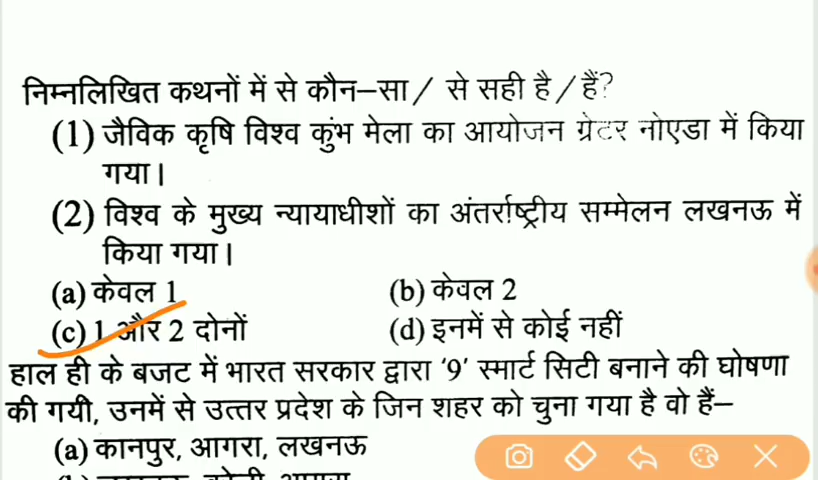 निम्नलिखित कथनों में से कौन–सा / से सही है / हैं?
(1) जैविक कृषि विश्व कुंभ मेला का आयोजन ग्रेटर नोएडा में किया
गया।
(2) विश्व के मुख्य न्यायाधीशों का अंतर्राष्ट्रीय सम्मेलन लखनऊ में
किया गया।
(a) केवल 1 (b) केवल 2
(c) 1 और 2 दोनों (d) इनमें से कोई नहीं
हाल ही के बजट में भारत सरकार द्वारा ‘9’ स्मार्ट सिटी बनाने की घोषणा
की गयी, उनमें से उत्तर प्रदेश के जिन शहर को चुना गया है वो हैं–
(a) कानपुर, आगरा, लखनऊ